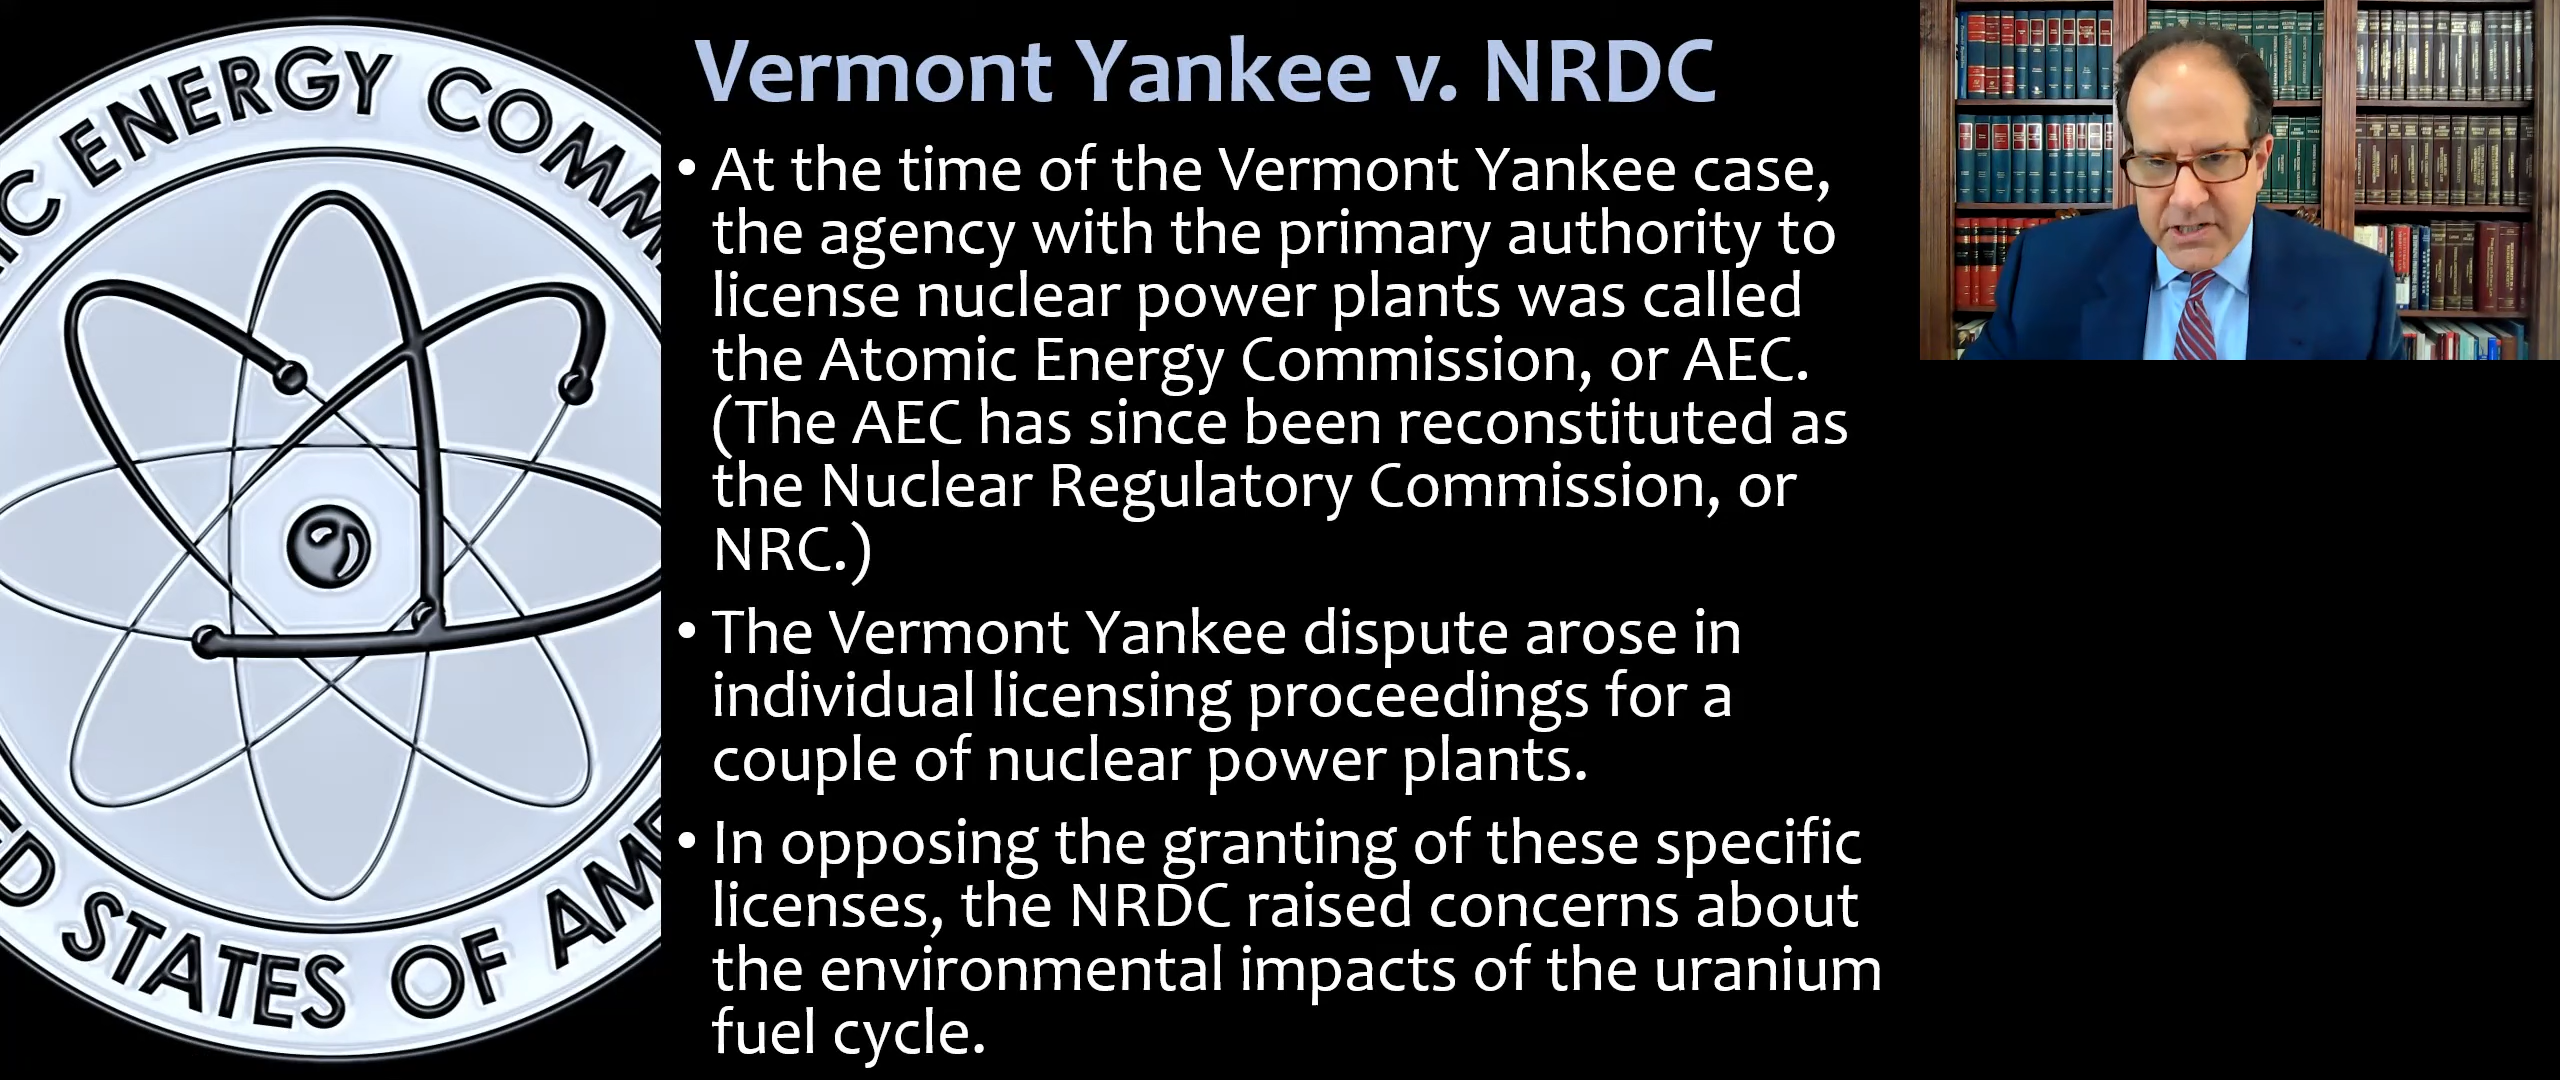 IC ENERGY COMM
ED STATES OF AME
Vermont Yankee v. NRDC
• At the time of the Vermont Yankee case,
the agency with the primary authority to
license nuclear power plants was called
the Atomic Energy Commission, or AEC.
(The AEC has since been reconstituted as
the Nuclear Regulatory Commission, or
NRC.)
• The Vermont Yankee dispute arose in
individual licensing proceedings for a
couple of nuclear power plants.
• In opposing the granting of these specific
licenses, the NRDC raised concerns about
the environmental impacts of the uranium
fuel cycle.